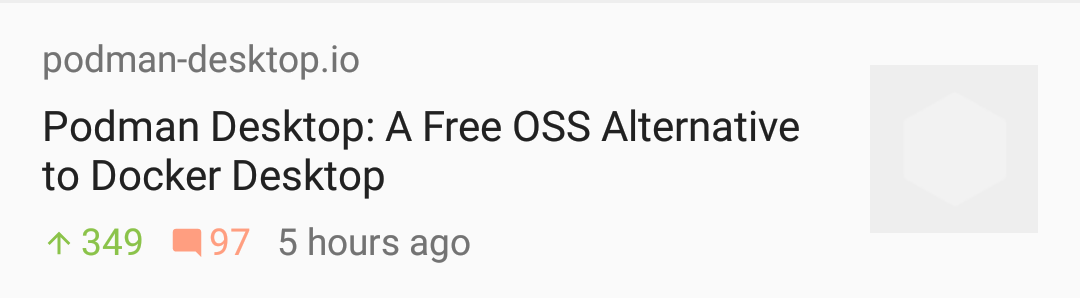 podman-desktop.io
Podman Desktop: A Free OSS Alternative
to Docker Desktop
349 97 5 hours ago